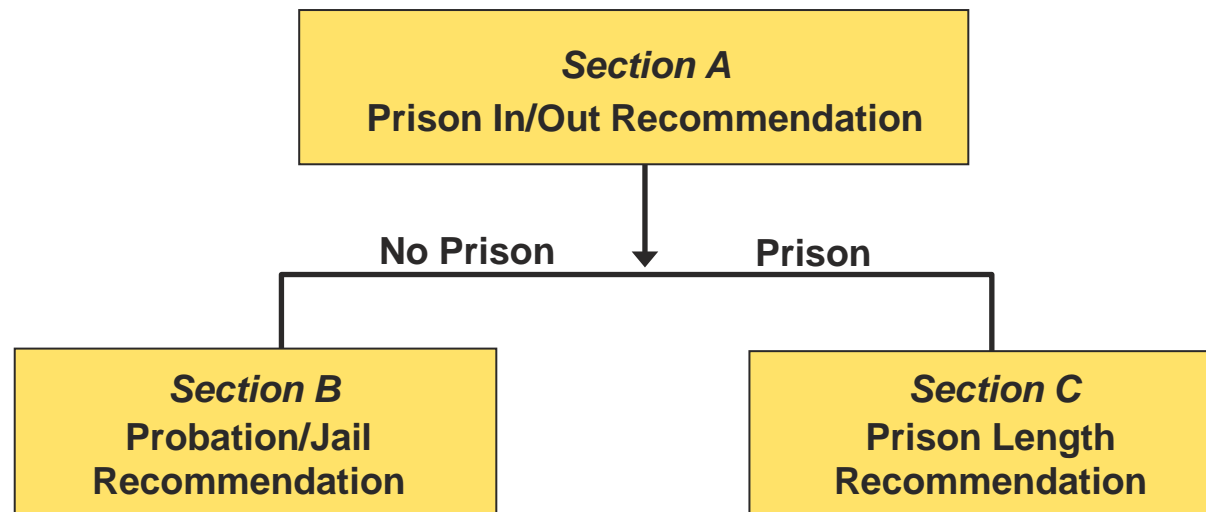 Section A
Prison In/Out Recommendation
No Prison
Prison
Section B
Probation/Jail
Recommendation
Section C
Prison Length
Recommendation